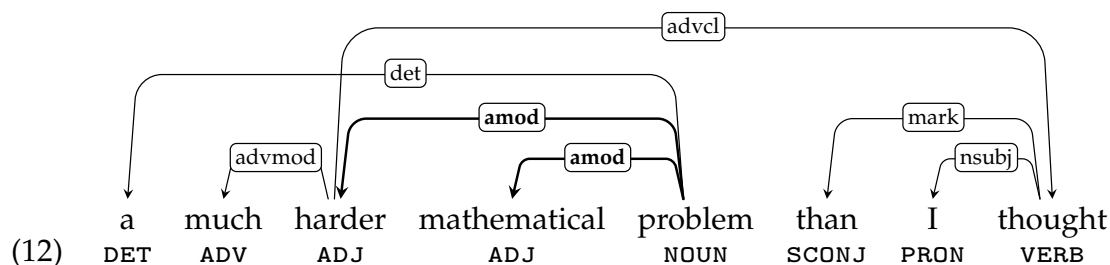 advcl
det
amod mark
advmod amod nsubj
a much harder mathematical problem than I thought
(12) DET ADV ADJ ADJ NOUN SCONJ PRON VERB